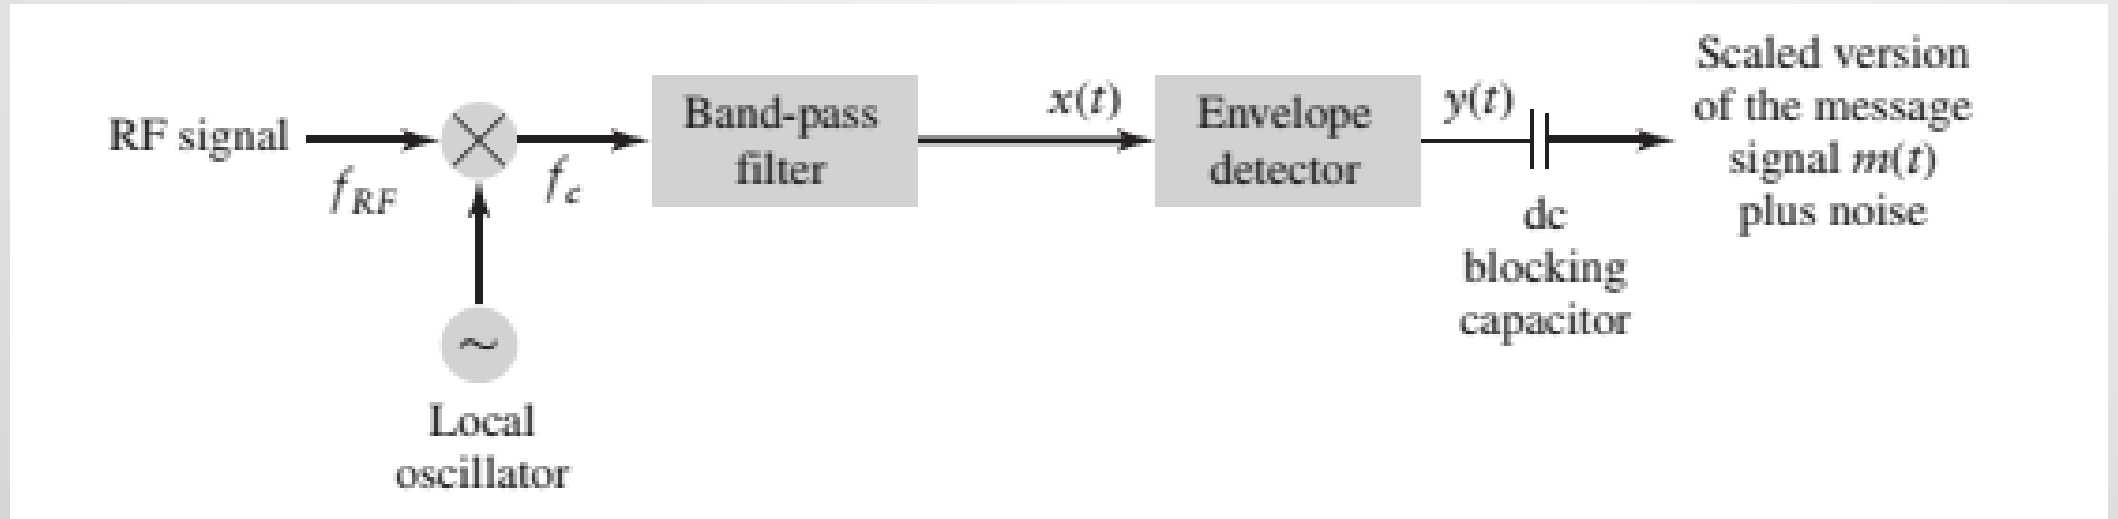 RF signal
f_RF
f_c
Local
oscillator
Band-pass
filter
x(t)
Envelope
detector
y(t)
dc
blocking
capacitor
Scaled version
of the message
signal m(t)
plus noise